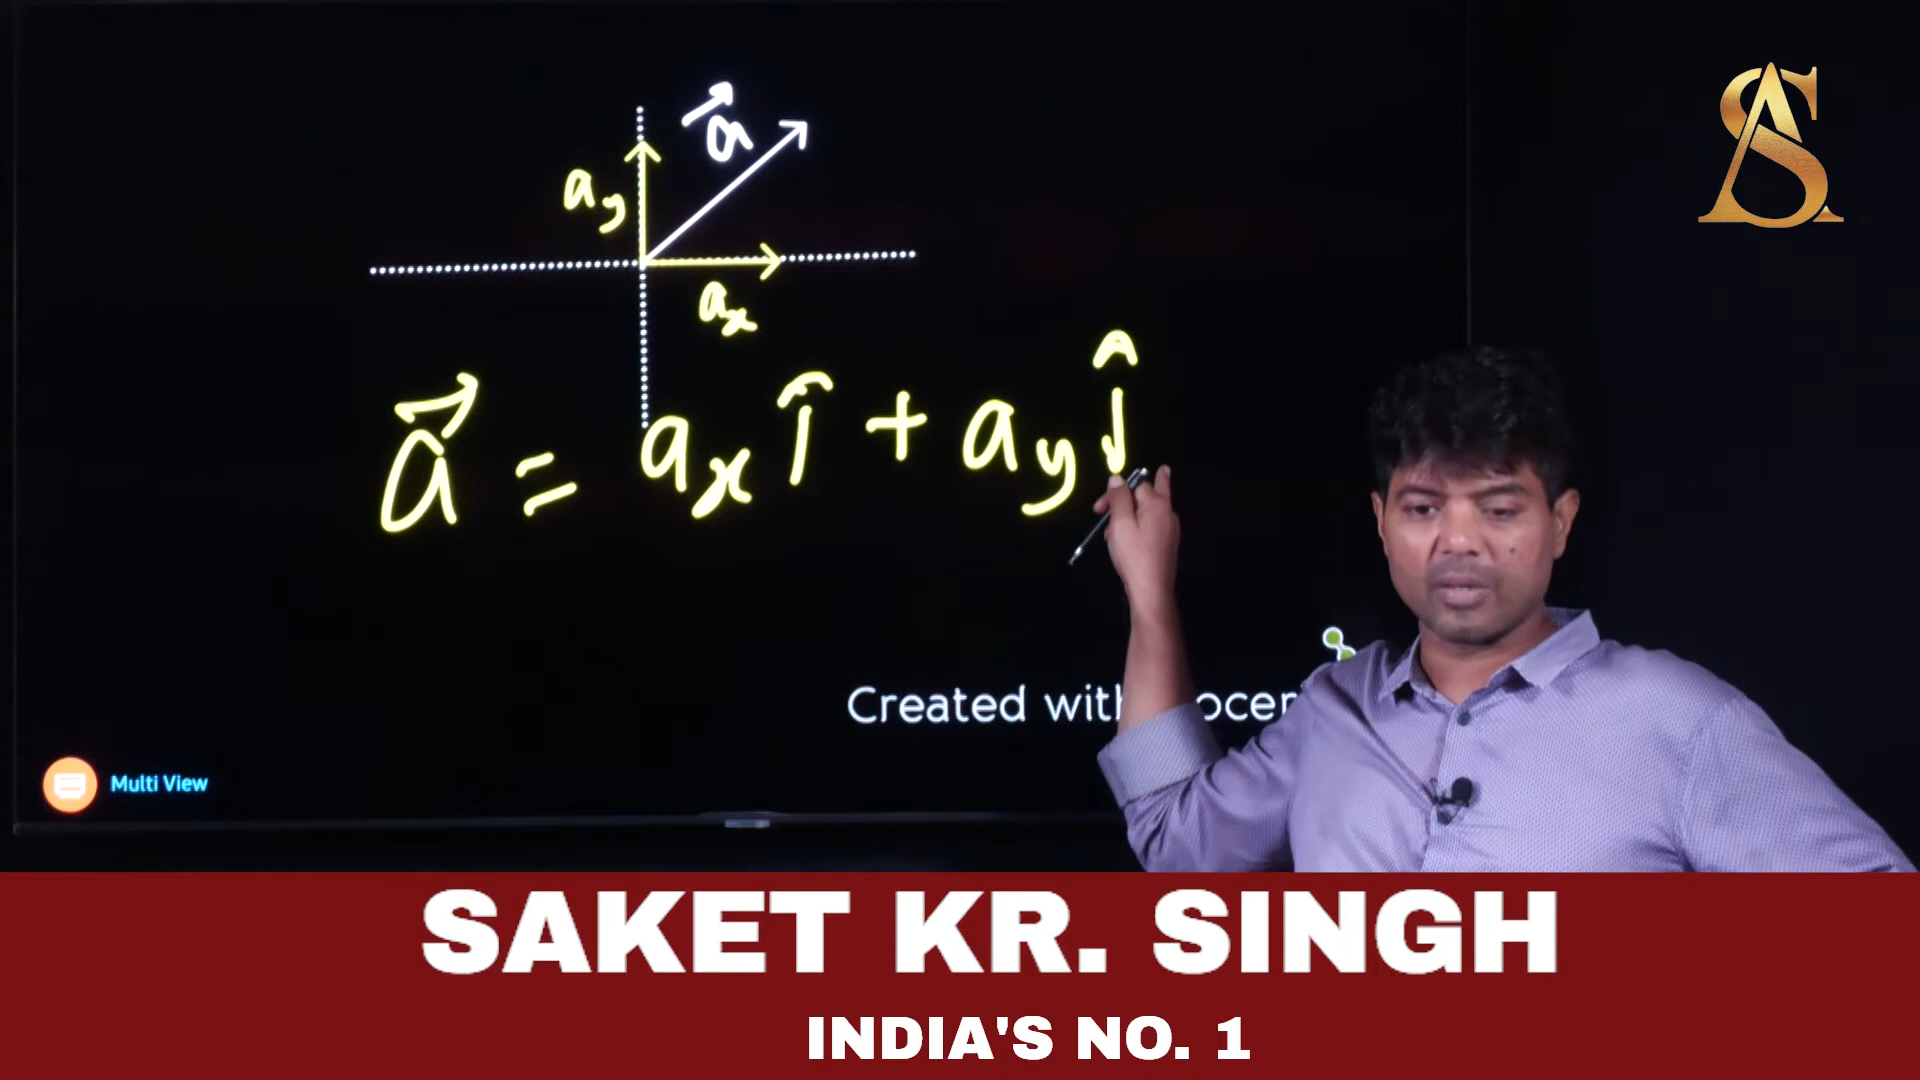 a⃗
a_y
a_x
a⃗ = a_x î + a_y ĵ
Created with
Multi View
SAKET KR. SINGH
INDIA'S NO. 1